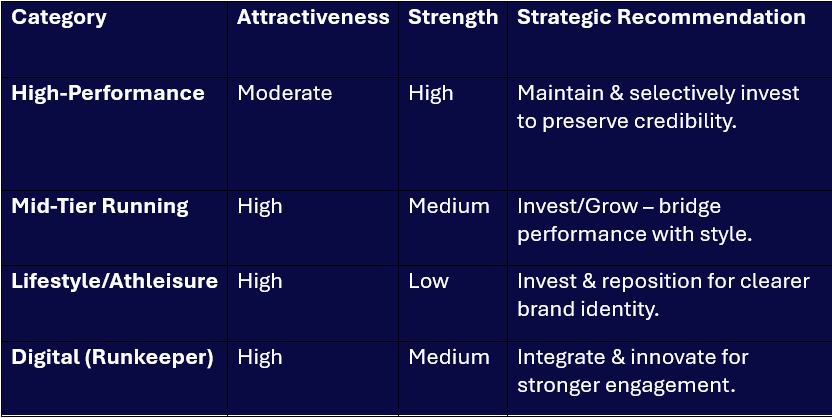 Category Attractiveness Strength Strategic Recommendation
High-Performance Moderate High Maintain & selectively invest
to preserve credibility.
Mid-Tier Running High Medium Invest/Grow – bridge
performance with style.
Lifestyle/Athleisure High Low Invest & reposition for clearer
brand identity.
Digital (Runkeeper) High Medium Integrate & innovate for
stronger engagement.